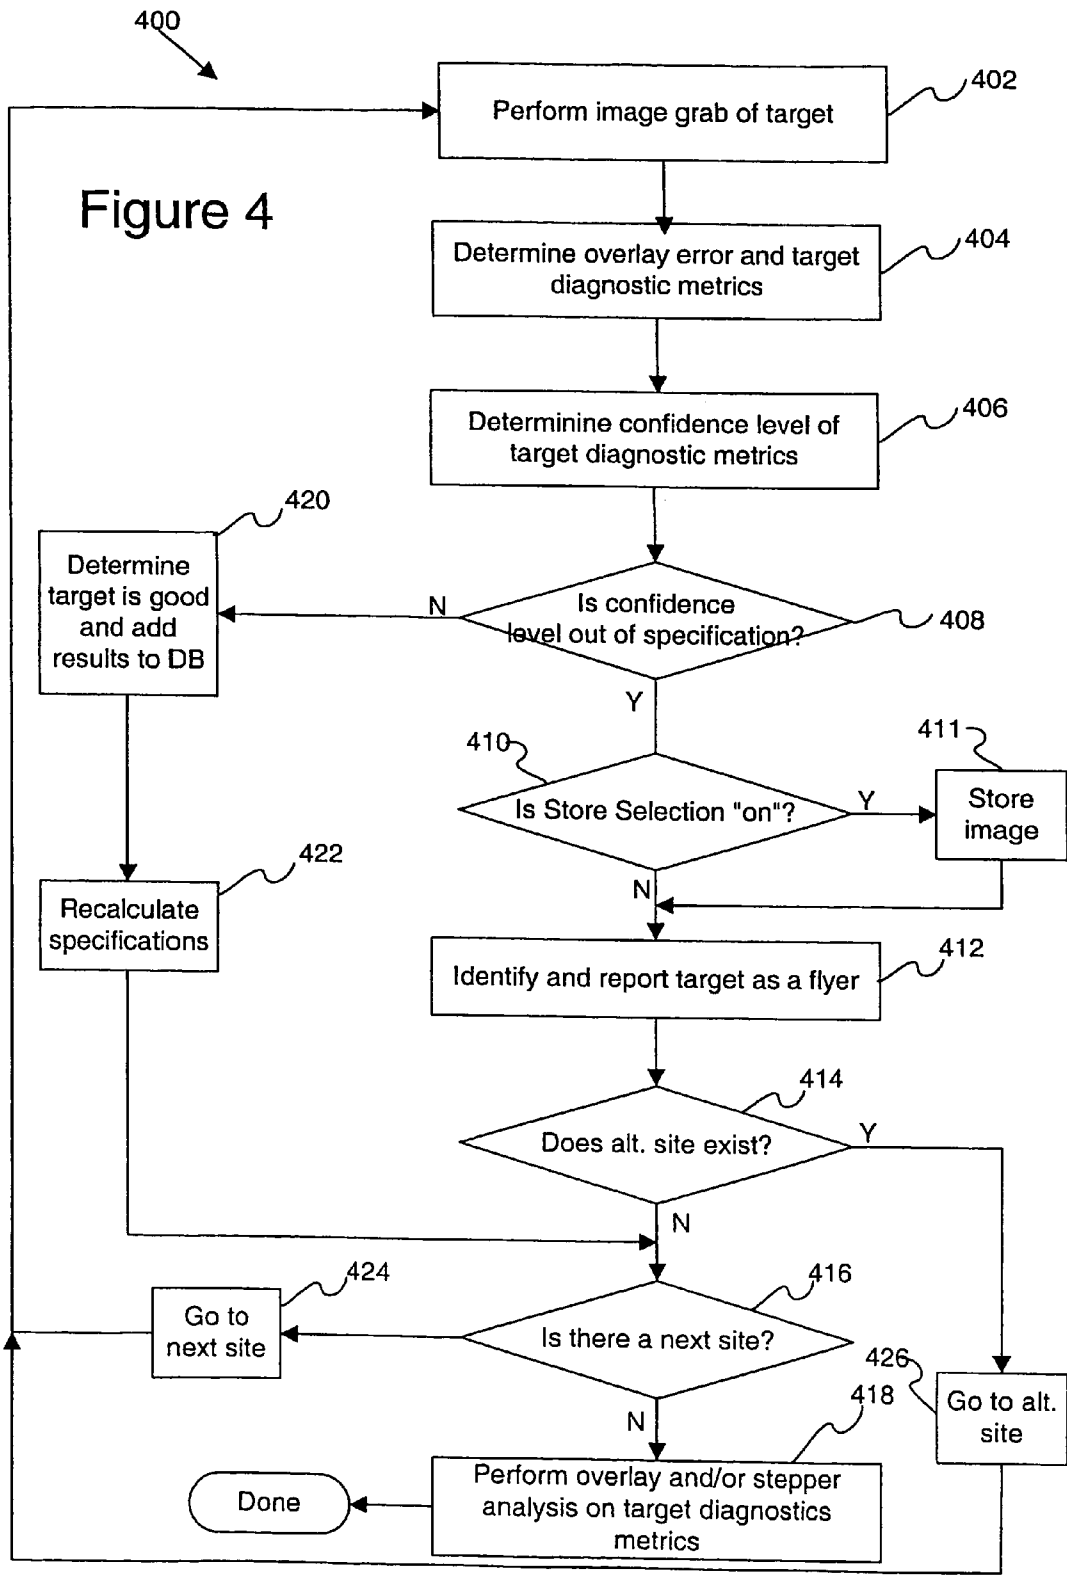 400
Perform image grab of target
402
Figure 4
Determine overlay error and target
diagnostic metrics
404
Determinine confidence level of
target diagnostic metrics
406
420
Determine
target is good
and add
results to DB
N
Is confidence
level out of specification?
408
Y
410
Is Store Selection "on"?
Y
411
Store
image
N
422
Recalculate
specifications
Identify and report target as a flyer
412
414
Does alt. site exist?
Y
N
424
Go to
next site
416
Is there a next site?
426
Go to alt.
site
N
418
Perform overlay and/or stepper
analysis on target diagnostics
metrics
Done